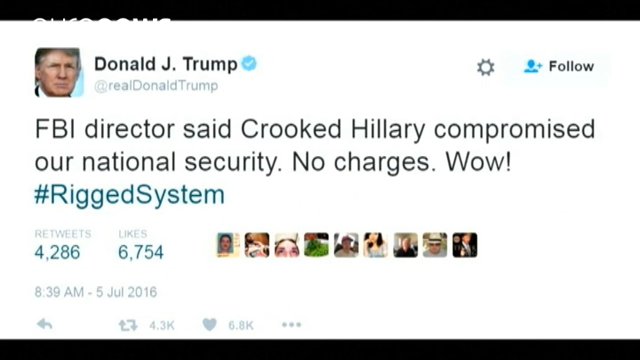 euronews
Donald J. Trump
@realDonaldTrump
Follow
FBI director said Crooked Hillary compromised
our national security. No charges. Wow!
#RiggedSystem
RETWEETS LIKES
4,286 6,754
8:39 AM - 5 Jul 2016
4.3K 6.8K